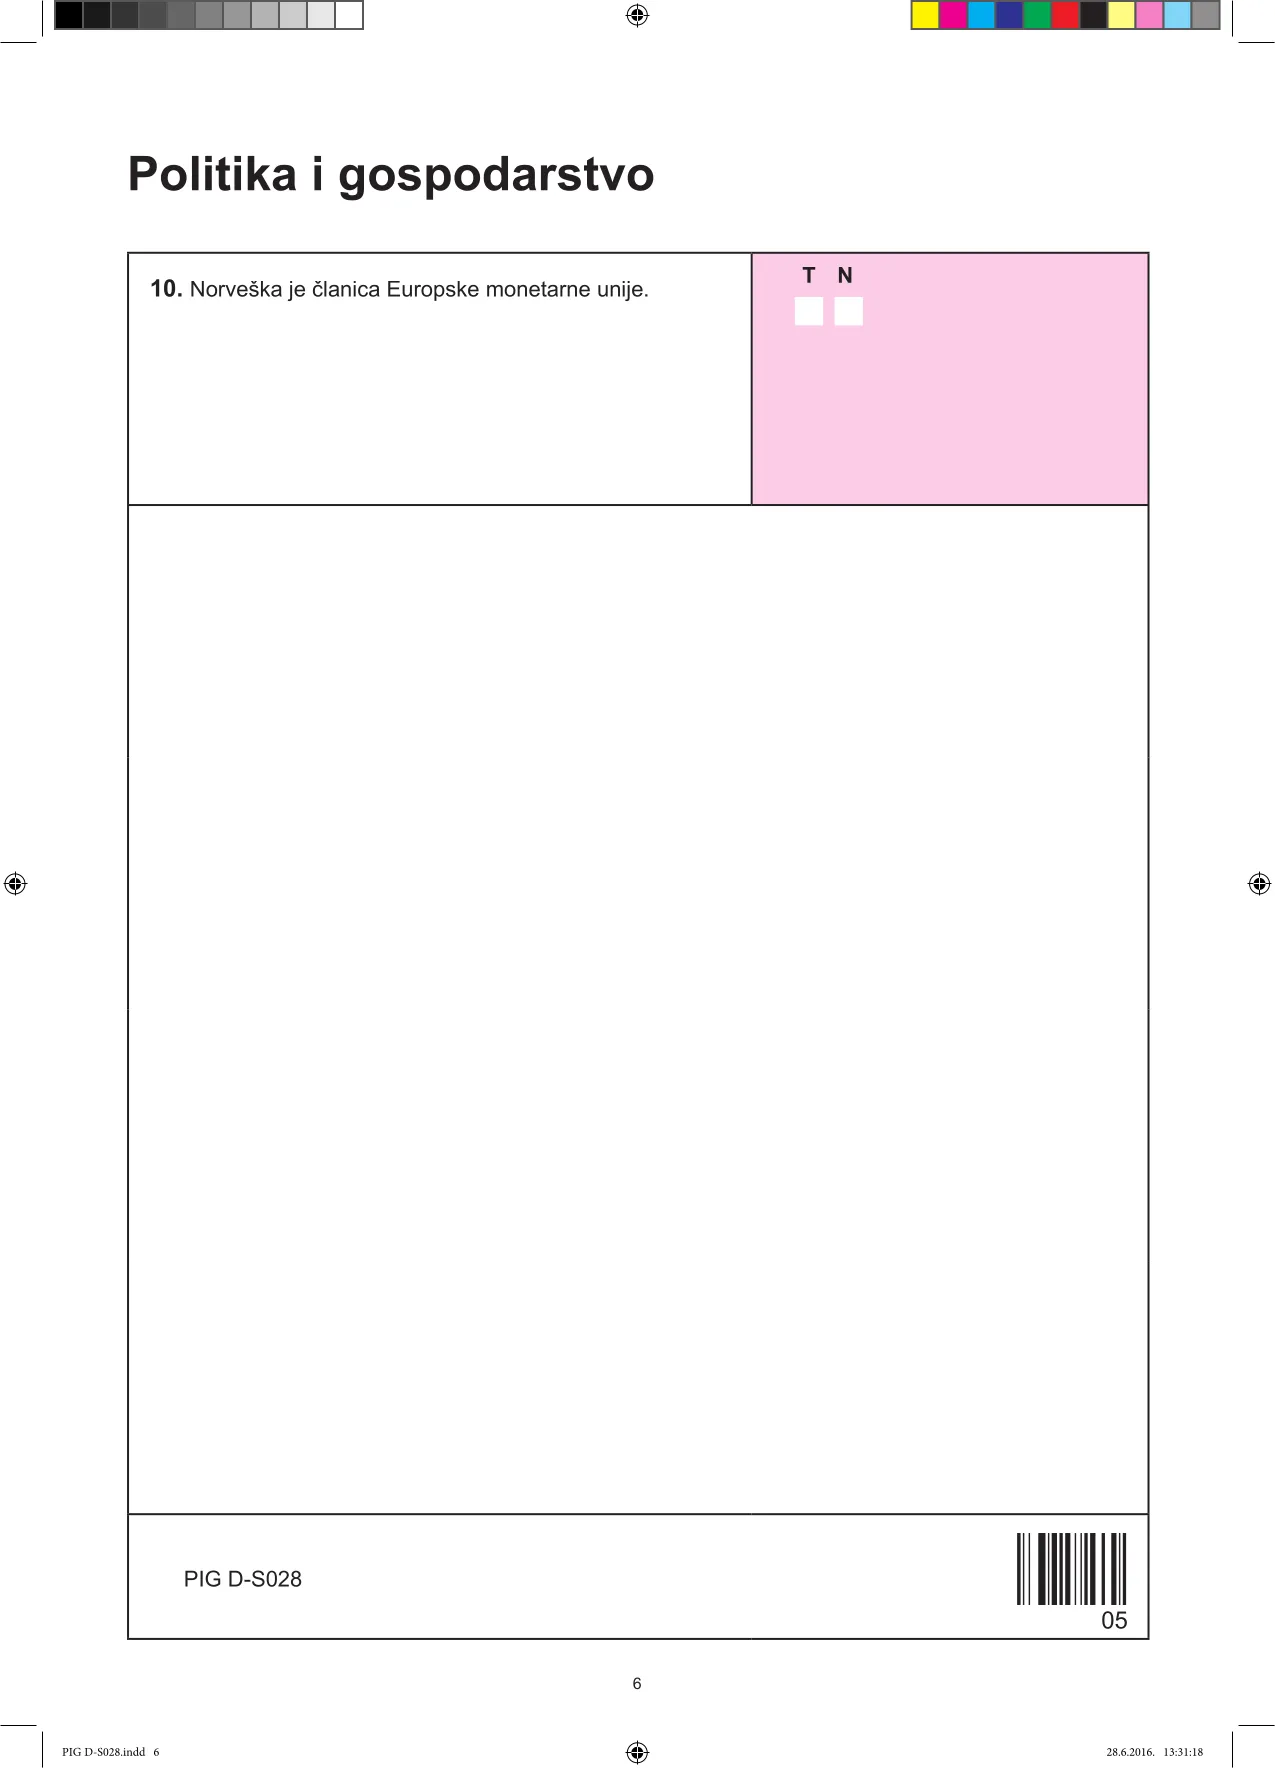 Politika i gospodarstvo
10. Norveška je članica Europske monetarne unije.
T N
PIG D-S028
05
6
PIG D-S028.indd 6
28.6.2016. 13:31:18